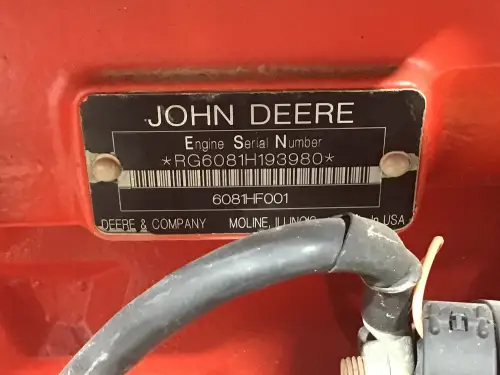 JOHN DEERE
Engine Serial Number
*RG6081H193980*
6081HF001
DEERE & COMPANY MOLINE, ILLINOIS USA